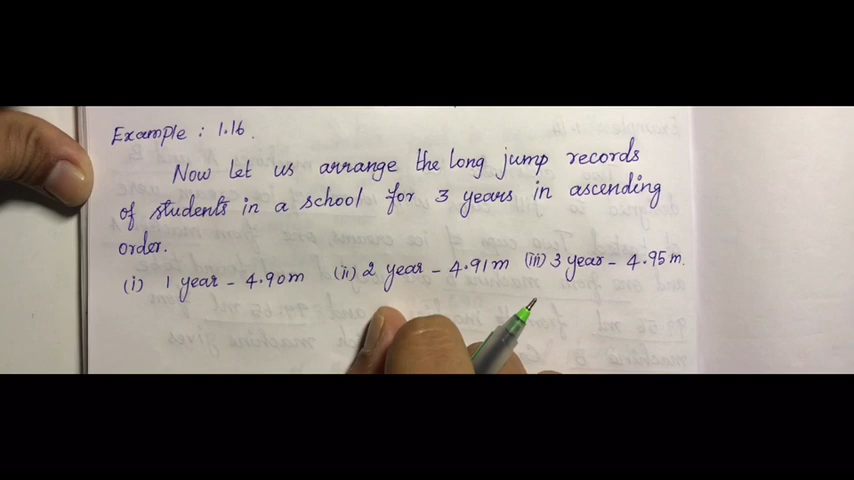 Example : 1.16.
Now let us arrange the long jump records
of students in a school for 3 years in ascending
order.
(i) 1 year - 4.90m (ii) 2 year - 4.91m (iii) 3 year - 4.95m.